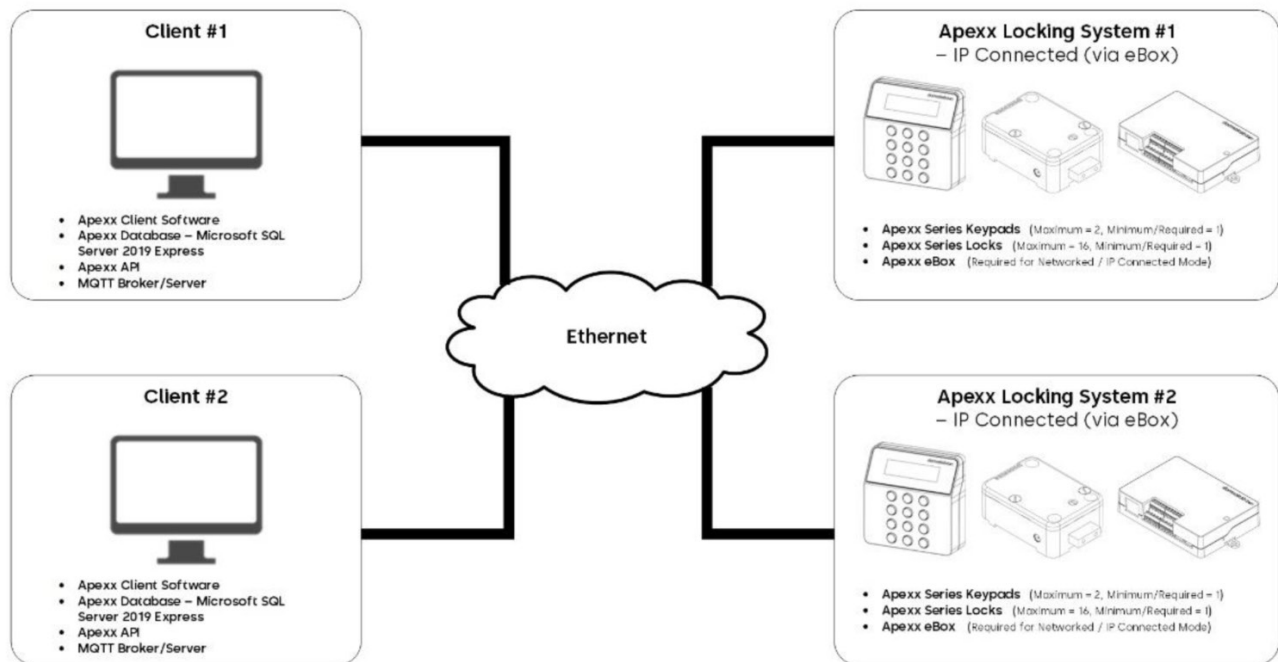 Client #1
• Apexx Client Software
• Apexx Database – Microsoft SQL
Server 2019 Express
• Apexx API
• MQTT Broker/Server
Apexx Locking System #1
– IP Connected (via eBox)
• Apexx Series Keypads (Maximum = 2, Minimum/Required = 1)
• Apexx Series Locks (Maximum = 16, Minimum/Required = 1)
• Apexx eBox (Required for Networked / IP Connected Mode)
Ethernet
Client #2
• Apexx Client Software
• Apexx Database – Microsoft SQL
Server 2019 Express
• Apexx API
• MQTT Broker/Server
Apexx Locking System #2
– IP Connected (via eBox)
• Apexx Series Keypads (Maximum = 2, Minimum/Required = 1)
• Apexx Series Locks (Maximum = 16, Minimum/Required = 1)
• Apexx eBox (Required for Networked / IP Connected Mode)